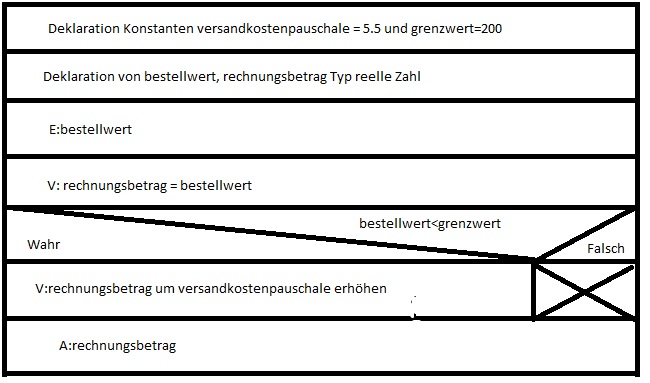 Deklaration Konstanten versandkostenpauschale = 5.5 und grenzwert=200
Deklaration von bestellwert, rechnungsbetrag Typ reelle Zahl
E:bestellwert
V: rechnungsbetrag = bestellwert
bestellwert<grenzwert
Wahr
Falsch
V:rechnungsbetrag um versandkostenpauschale erhöhen
A:rechnungsbetrag